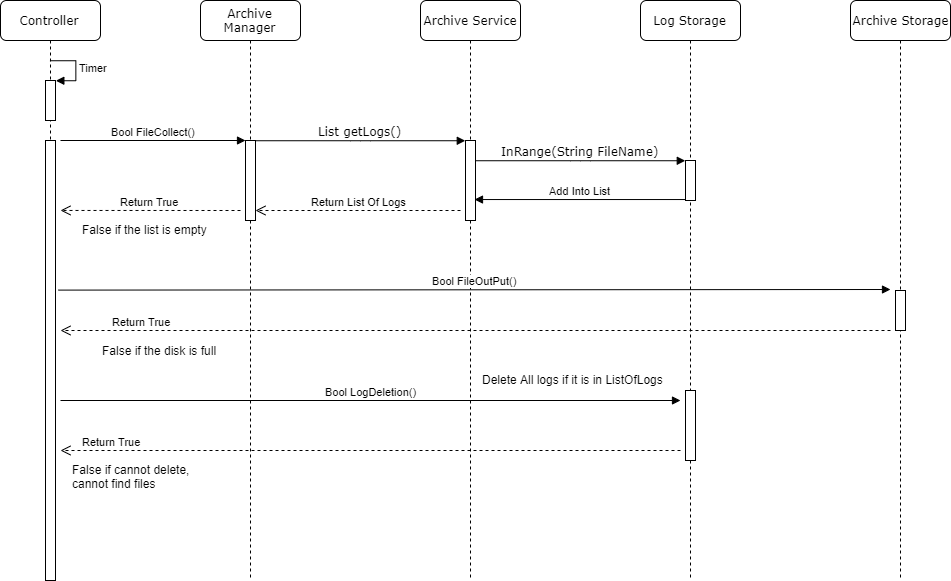 Controller
Archive
Manager
Archive Service
Log Storage
Archive Storage
Timer
Bool FileCollect()
List getLogs()
InRange(String FileName)
Add Into List
Return True
Return List Of Logs
False if the list is empty
Bool FileOutPut()
Return True
False if the disk is full
Delete All logs if it is in ListOfLogs
Bool LogDeletion()
Return True
False if cannot delete,
cannot find files